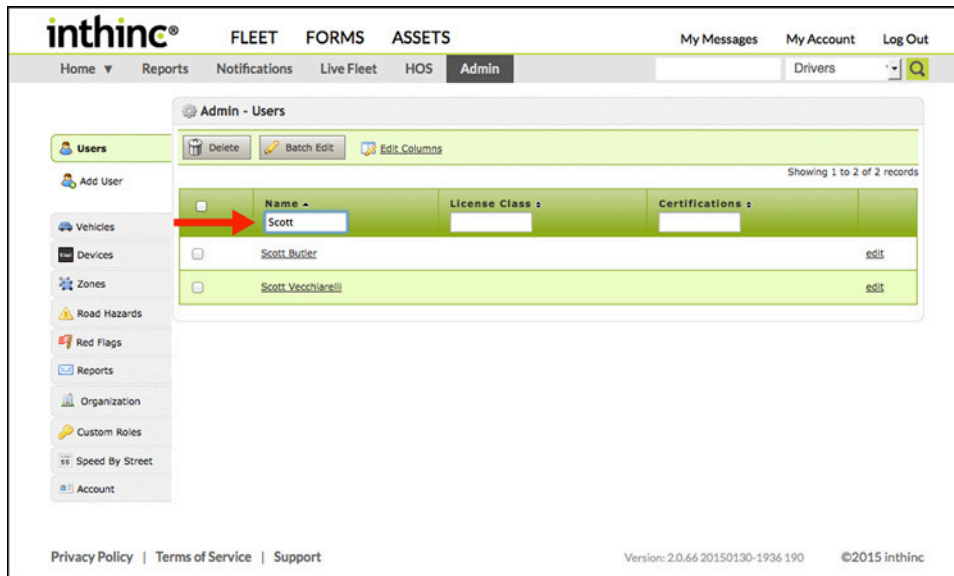 inthinc®
FLEET FORMS ASSETS
My Messages My Account Log Out
Home ▼ Reports Notifications Live Fleet HOS Admin
Drivers
Admin - Users
Users
Delete Batch Edit Edit Columns
Showing 1 to 2 of 2 records
Add User
Name License Class Certifications
Scott
Vehicles
Devices
Scott Butler edit
Zones
Scott Vecchiarelli edit
Road Hazards
Red Flags
Reports
Organization
Custom Roles
Speed By Street
Account
Privacy Policy | Terms of Service | Support
Version: 2.0.66 20150130-1936 190 ©2015 inthinc